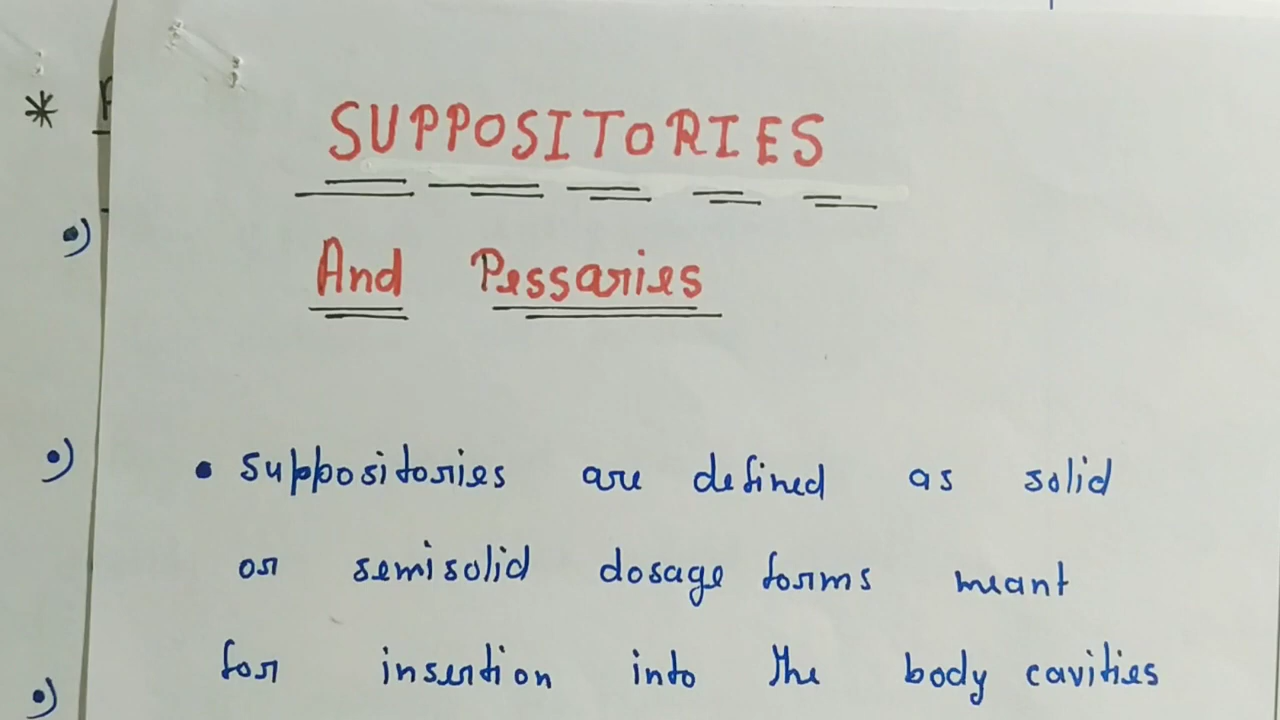 SUPPOSITORIES
And Pessaries
• suppositories are defined as solid
or semisolid dosage forms meant
for insertion into the body cavities